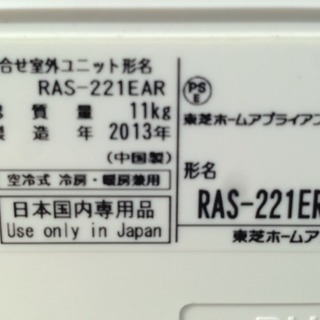 合せ室外ユニット形名
RAS-221EAR
質量 11kg
製造年 2013年
(中国製)
空冷式 冷房・暖房兼用
日本国内専用品
Use only in Japan
PS
E
東芝ホームアプライア
形名
RAS-221ER
東芝ホームア